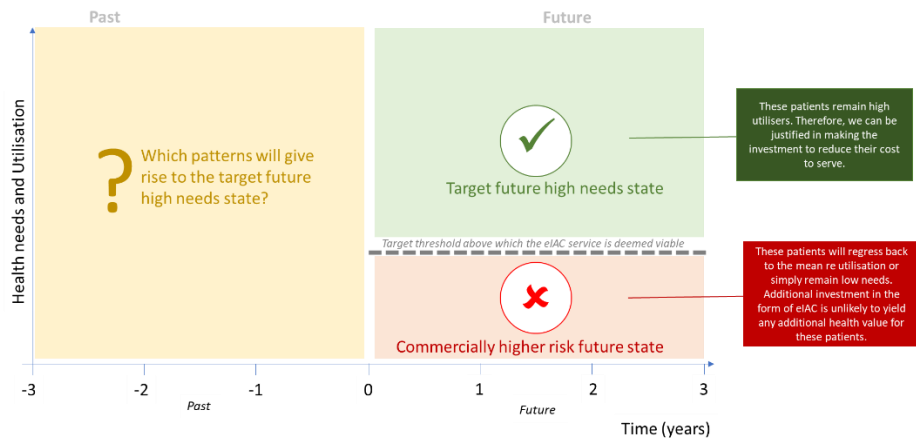 Past
Future
Health needs and Utilisation
?
Which patterns will give
rise to the target future
high needs state?
Target future high needs state
These patients remain high
utilisers. Therefore, we can be
justified in making the
investment to reduce their cost
to serve.
Target threshold above which the eIAC service is deemed viable
Commercially higher risk future state
These patients will regress back
to the mean re utilisation or
simply remain low needs.
Additional investment in the
form of eIAC is unlikely to yield
any additional health value for
these patients.
-3 -2 -1 0 1 2 3
Past
Future
Time (years)